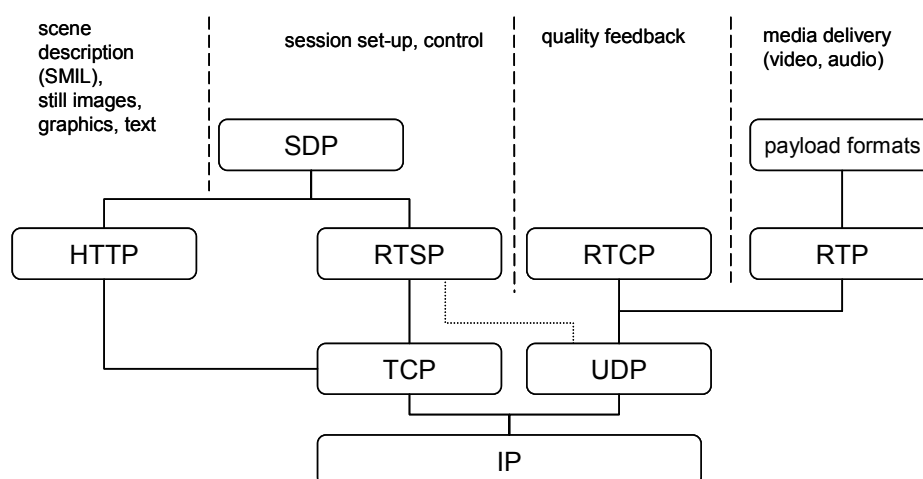 scene
description
(SMIL),
still images,
graphics, text
session set-up, control
quality feedback
media delivery
(video, audio)
SDP
payload formats
HTTP
RTSP
RTCP
RTP
TCP
UDP
IP